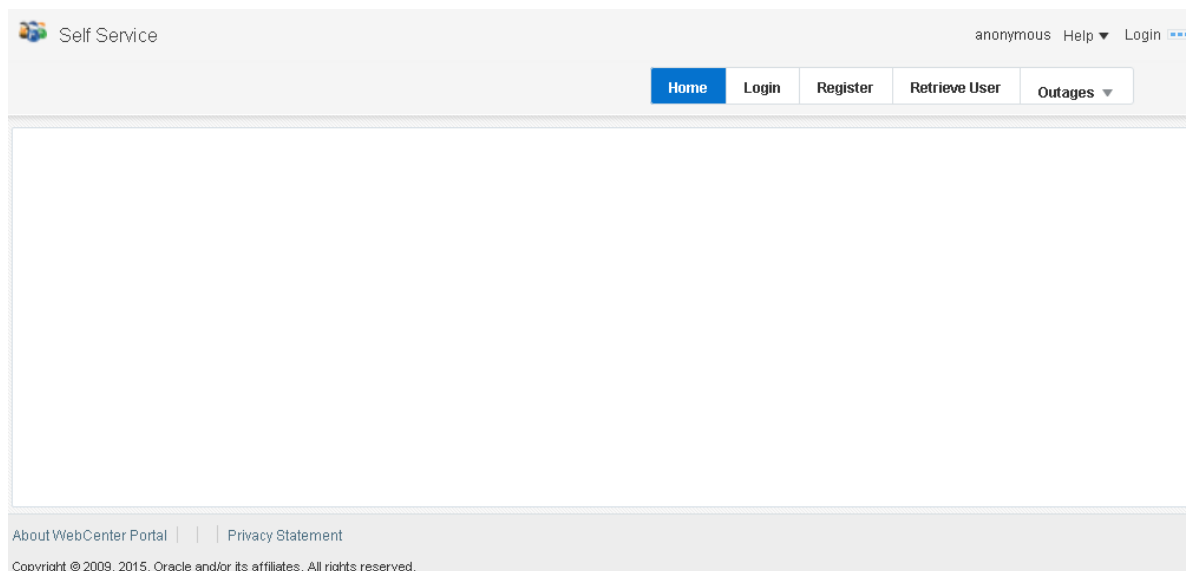 Self Service
anonymous Help Login
Home Login Register Retrieve User Outages
About WebCenter Portal Privacy Statement
Copyright © 2009, 2015, Oracle and/or its affiliates. All rights reserved.